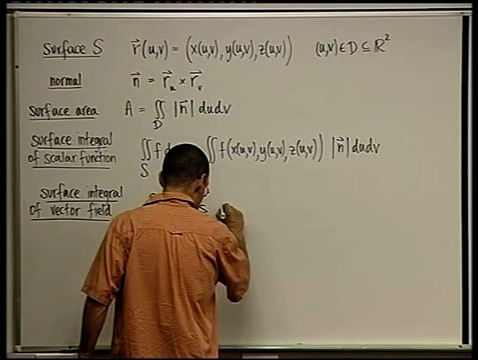 Surface S r⃗(u,v) = (x(u,v), y(u,v), z(u,v)) (u,v) ∈ D ⊆ ℝ²
normal n⃗ = r⃗ᵤ × r⃗ᵥ
surface area A = ∬_D |n⃗| du dv
surface integral
of scalar function ∬_S f d ∬ f(x(u,v), y(u,v), z(u,v)) |n⃗| du dv
surface integral
of vector field S